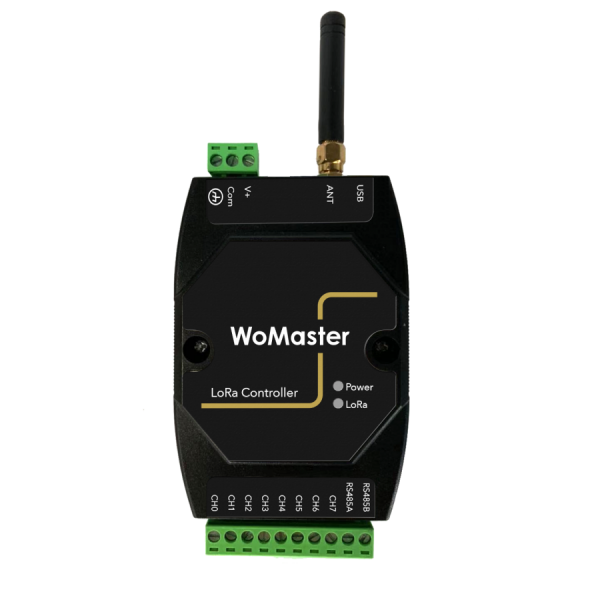 Com
V+
ANT
USB
WoMaster
LoRa Controller
Power
LoRa
CH0
CH1
CH2
CH3
CH4
CH5
CH6
CH7
RS485A
RS485B